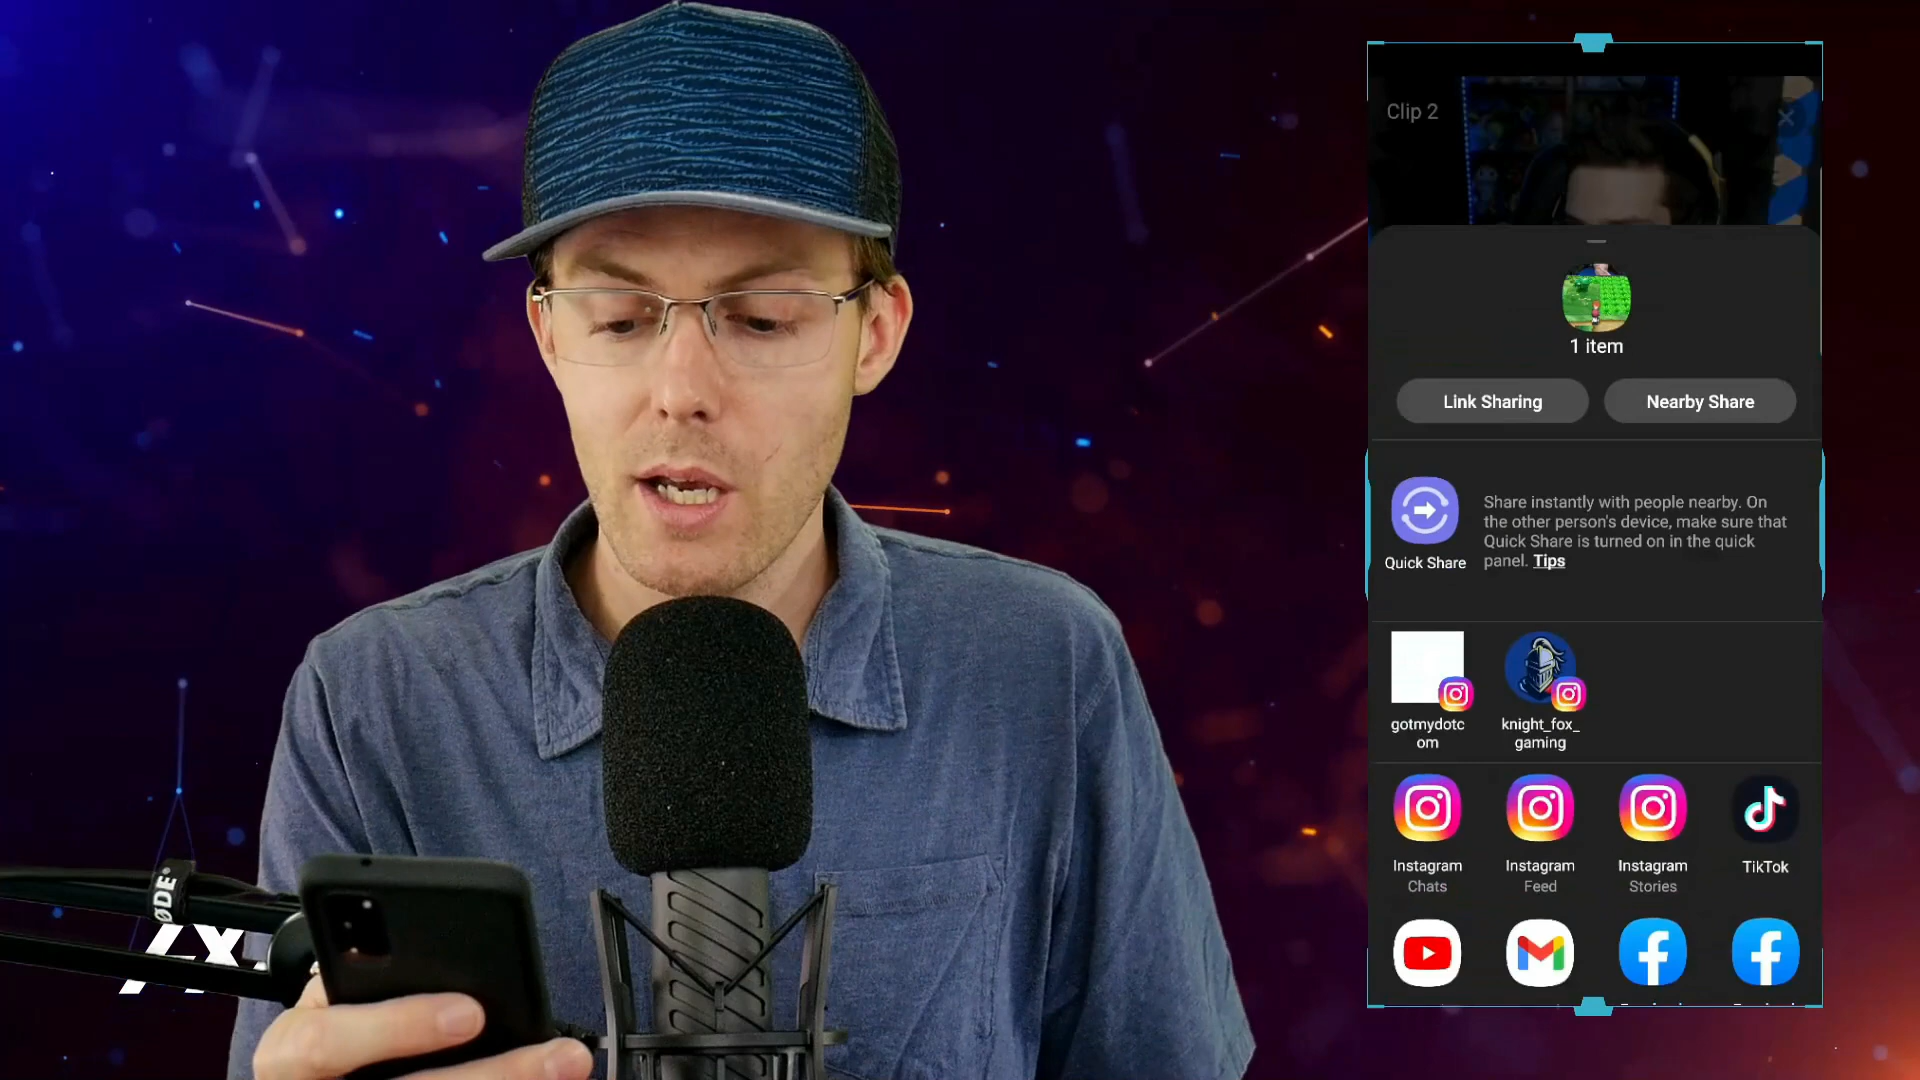 Clip 2
1 item
Link Sharing
Nearby Share
Share instantly with people nearby. On
the other person's device, make sure that
Quick Share is turned on in the quick
panel. Tips
Quick Share
gotmydotc
om
knight_fox_
gaming
Instagram
Chats
Instagram
Feed
Instagram
Stories
TikTok
RØDE